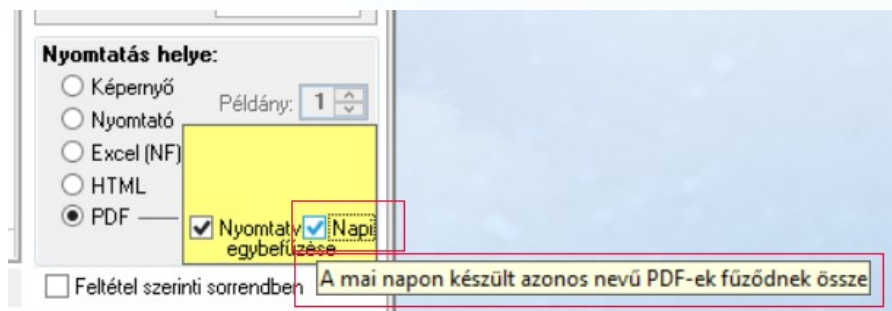 Nyomtatás helye:
Képernyő
Példány: 1
Nyomtató
Excel (NF)
HTML
PDF
Nyomtatv Napi
egybefűzése
Feltétel szerinti sorrendben
A mai napon készült azonos nevű PDF-ek fűződnek össze